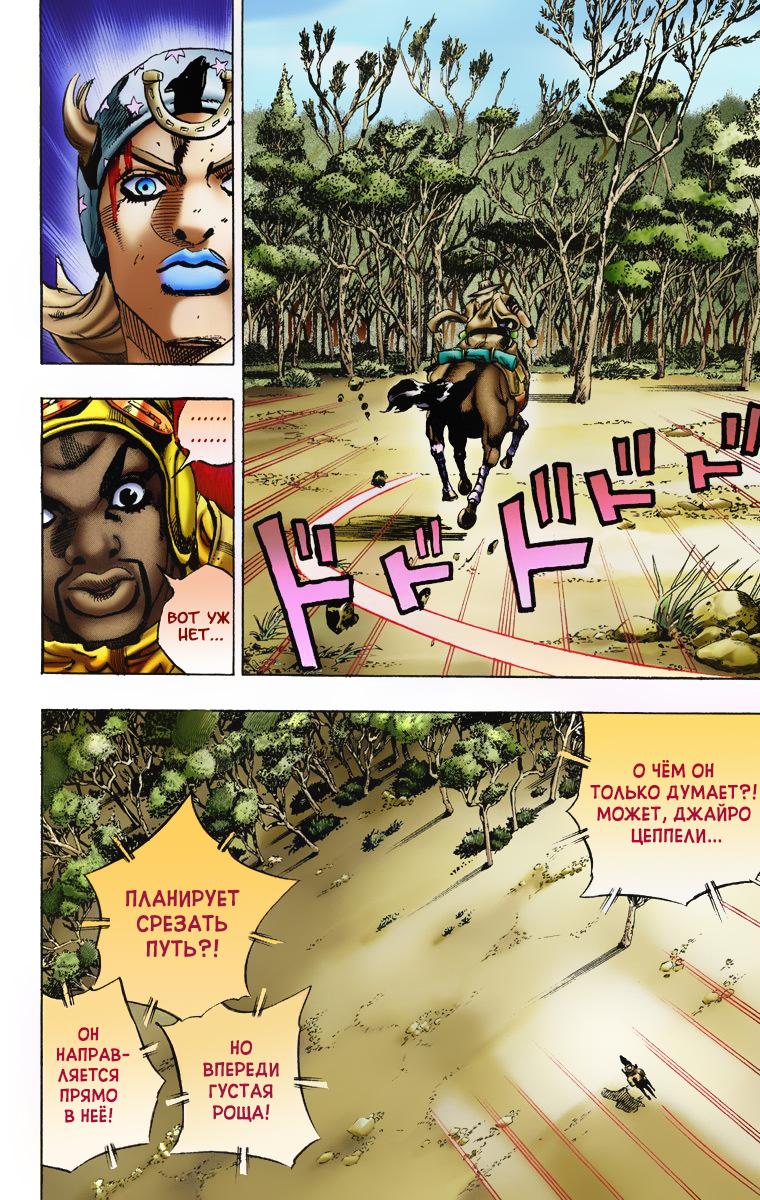 ドドドドド
.......
.......
ВОТ УЖ
НЕТ...
О ЧЁМ ОН
ТОЛЬКО ДУМАЕТ?!
МОЖЕТ, ДЖАЙРО
ЦЕППЕЛИ...
ПЛАНИРУЕТ
СРЕЗАТЬ
ПУТЬ?!
НО
ВПЕРЕДИ
ГУСТАЯ
РОЩА!
ОН
НАПРАВ-
ЛЯЕТСЯ
ПРЯМО
В НЕЁ!